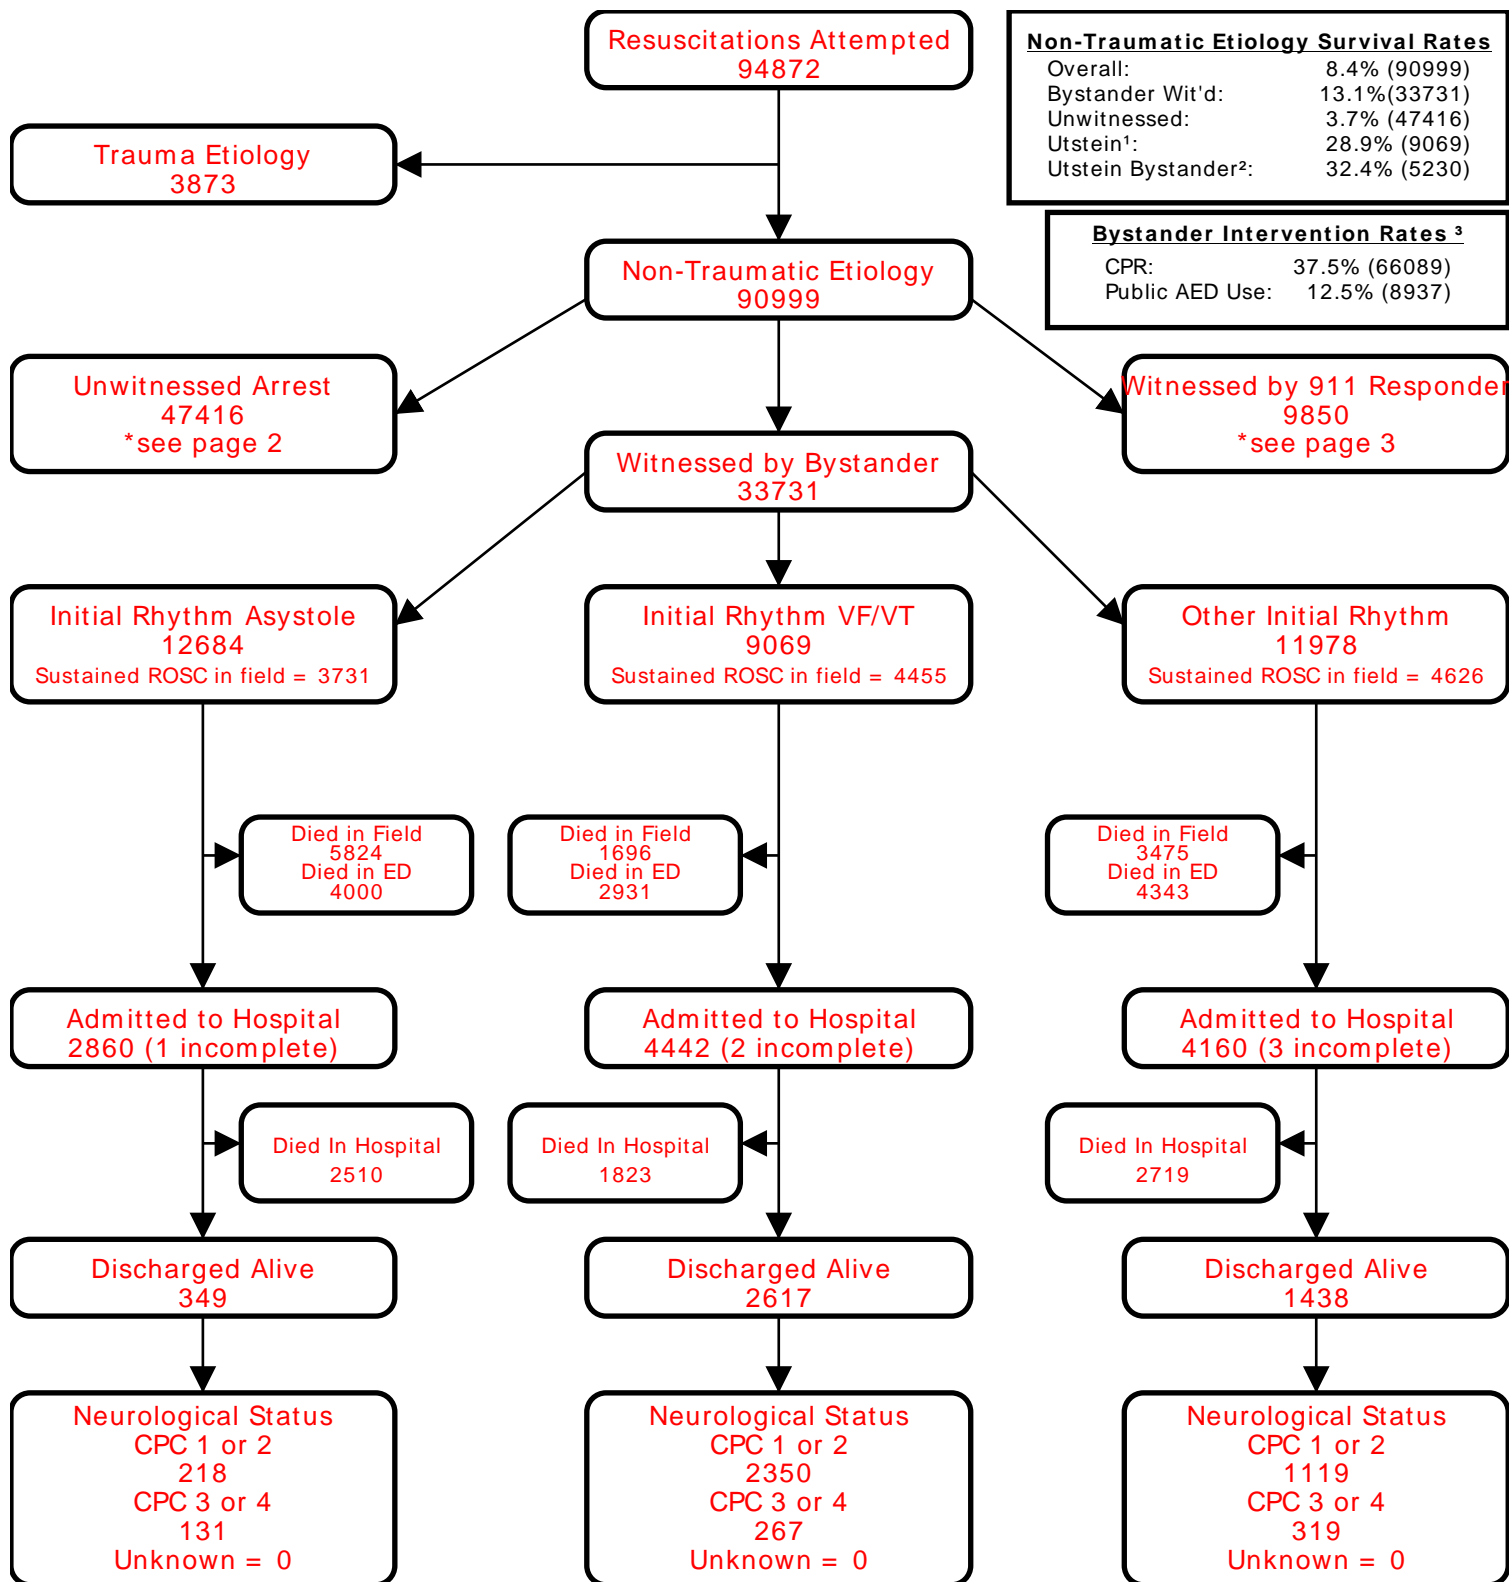 Resuscitations Attempted
94872
Non-Traumatic Etiology Survival Rates
Overall: 8.4% (90999)
Bystander Wit'd: 13.1%(33731)
Unwitnessed: 3.7% (47416)
Utstein¹: 28.9% (9069)
Utstein Bystander²: 32.4% (5230)
Trauma Etiology
3873
Bystander Intervention Rates ³
CPR: 37.5% (66089)
Public AED Use: 12.5% (8937)
Non-Traumatic Etiology
90999
Unwitnessed Arrest
47416
*see page 2
Witnessed by 911 Responder
9850
*see page 3
Witnessed by Bystander
33731
Initial Rhythm Asystole
12684
Sustained ROSC in field = 3731
Initial Rhythm VF/VT
9069
Sustained ROSC in field = 4455
Other Initial Rhythm
11978
Sustained ROSC in field = 4626
Died in Field
5824
Died in ED
4000
Died in Field
1696
Died in ED
2931
Died in Field
3475
Died in ED
4343
Admitted to Hospital
2860 (1 incomplete)
Admitted to Hospital
4442 (2 incomplete)
Admitted to Hospital
4160 (3 incomplete)
Died In Hospital
2510
Died In Hospital
1823
Died In Hospital
2719
Discharged Alive
349
Discharged Alive
2617
Discharged Alive
1438
Neurological Status
CPC 1 or 2
218
CPC 3 or 4
131
Unknown = 0
Neurological Status
CPC 1 or 2
2350
CPC 3 or 4
267
Unknown = 0
Neurological Status
CPC 1 or 2
1119
CPC 3 or 4
319
Unknown = 0